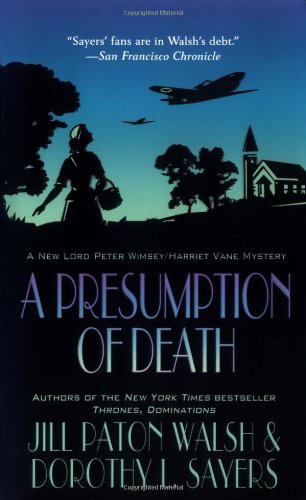 “Sayers’ fans are in Walsh’s debt.”
—San Francisco Chronicle
A New Lord Peter Wimsey/Harriet Vane Mystery
A PRESUMPTION
OF DEATH
Authors of the New York Times bestseller
Thrones, Dominations
JILL PATON WALSH &
DOROTHY L. SAYERS